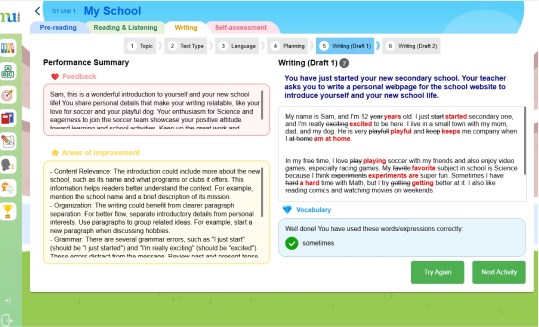 S1 Unit 1 My School
Pre-reading Reading & Listening Writing Self-assessment
1 Topic 2 Text Type 3 Language 4 Planning 5 Writing (Draft 1) 6 Writing (Draft 2)
Performance Summary
Feedback
Sam, this is a wonderful introduction to yourself and your new school
life! You share personal details that make your writing relatable, like your
love for soccer and your playful dog. Your enthusiasm for Science and
eagerness to join the soccer team showcase your positive attitude
toward learning and school activities. Keep up the great work and
Areas of improvement
- Content Relevance: The introduction could include more about the new
school, such as its name and what programs or clubs it offers. This
information helps readers better understand the context. For example,
mention the school name and a brief description.
- Organization: The writing could benefit from clearer paragraph
separation. For better flow, separate introductory details from personal
interests. Use paragraphs to group related ideas. For example, start a
new paragraph when discussing hobbies.
- Grammar: There are several grammar errors, such as "I just start"
(should be "I just started") and "I'm really exciting" (should be "excited").
These errors distract from the message. Review past and present tense
Writing (Draft 1) ?
You have just started your new secondary school. Your teacher
asks you to write a personal webpage for the school website to
introduce yourself and your new school life.
My name is Sam, and I'm 12 year years old. I just start started secondary one,
and I'm really exciting excited to be here. I live in a small town with my mom,
dad, and my dog. He is very playfull playful and keep keeps me company when
I at home am at home.
In my free time, I love play playing soccer with my friends and also enjoy video
games, especially racing games. My favrite favorite subject in school is Science
because I think experiments experiments are super fun. Sometimes I have
hard a hard time with Math, but I try getting getting better at it. I also like
reading comics and watching movies on weekends.
Vocabulary
Well done! You have used these words/expressions correctly:
sometimes
Try Again Next Activity